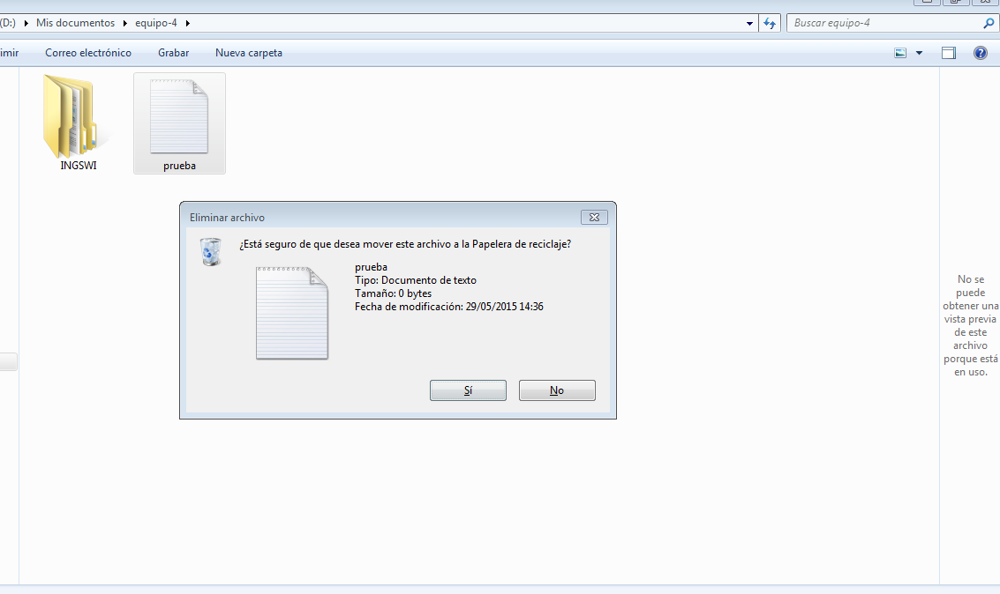 (D:) Mis documentos equipo-4 Buscar equipo-4
imir Correo electrónico Grabar Nueva carpeta
INGSWI prueba
Eliminar archivo
¿Está seguro de que desea mover este archivo a la Papelera de reciclaje?
prueba
Tipo: Documento de texto
Tamaño: 0 bytes
Fecha de modificación: 29/05/2015 14:36
Sí No
No se
puede
obtener una
vista previa
de este
archivo
porque está
en uso.